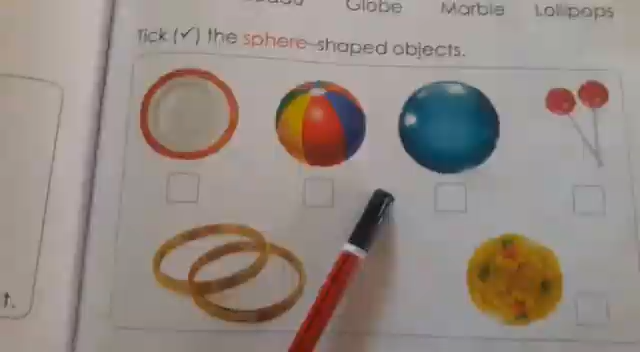 Globe Marble Lollipops
Tick (✓) the sphere-shaped objects.